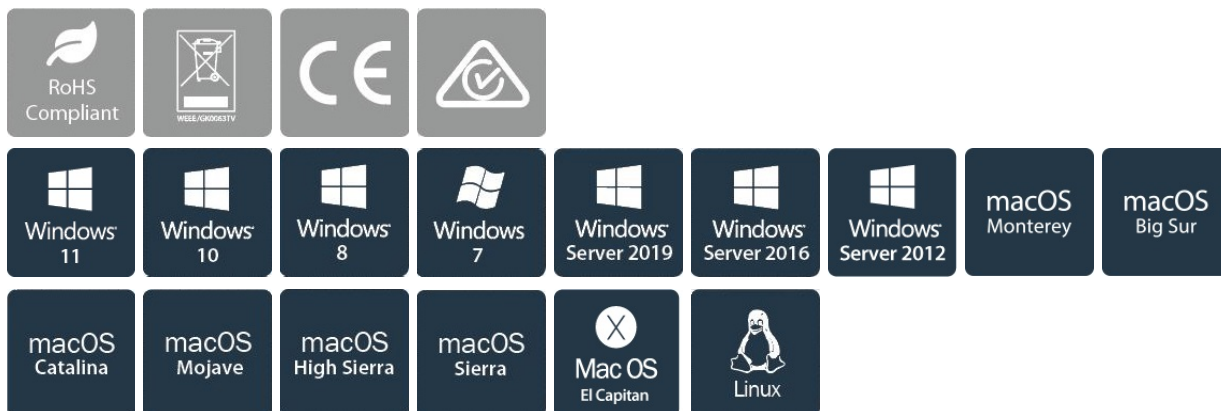 RoHS
Compliant
WEEE/GK0063TV
CE
Windows
11
Windows
10
Windows
8
Windows
7
Windows
Server 2019
Windows
Server 2016
Windows
Server 2012
macOS
Monterey
macOS
Big Sur
macOS
Catalina
macOS
Mojave
macOS
High Sierra
macOS
Sierra
X
Mac OS
El Capitan
Linux